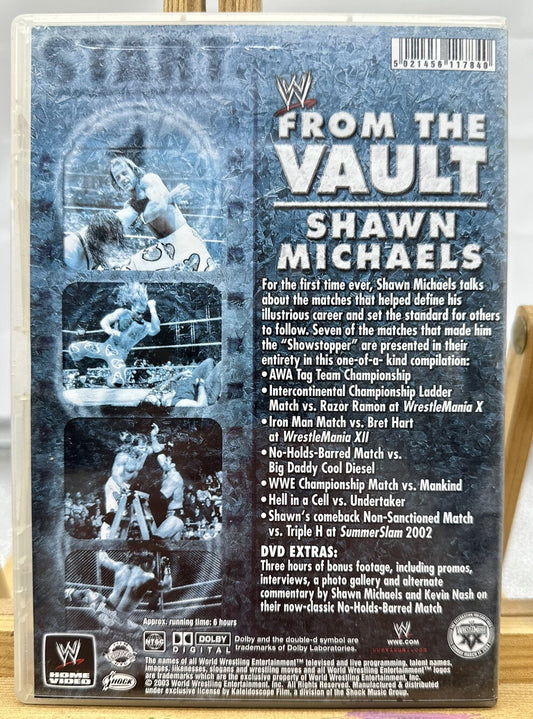 START
5 021456 117840
W
FROM THE
VAULT
SHAWN
MICHAELS
For the first time ever, Shawn Michaels talks
about the matches that helped define his
illustrious career and set the standard for others
to follow. Seven of the matches that made him
the “Showstopper” are presented in their
entirety in this one-of-a- kind compilation:
• AWA Tag Team Championship
• Intercontinental Championship Ladder
Match vs. Razor Ramon at WrestleMania X
• Iron Man Match vs. Bret Hart
at WrestleMania XII
• No-Holds-Barred Match vs.
Big Daddy Cool Diesel
• WWE Championship Match vs. Mankind
• Hell in a Cell vs. Undertaker
• Shawn's comeback Non-Sanctioned Match
vs. Triple H at SummerSlam 2002
DVD EXTRAS:
Three hours of bonus footage, including promos,
interviews, a photo gallery and alternate
commentary by Shawn Michaels and Kevin Nash on
their now-classic No-Holds-Barred Match
Approx. running time: 6 hours
W
HOME
VIDEO
NTSC
DOLBY
DIGITAL
Dolby and the double-d symbol are
trademarks of Dolby Laboratories.
WWE.COM
SHOCK
The names of all World Wrestling Entertainment televised and live programming, talent names,
images, likenesses, slogans and wrestling moves and all World Wrestling Entertainment logos
are trademarks which are the exclusive property of World Wrestling Entertainment, Inc.
© 2003 World Wrestling Entertainment, Inc. All Rights Reserved. Manufactured & distributed
under exclusive license by Kaleidoscope Film, a division of the Shock Music Group.